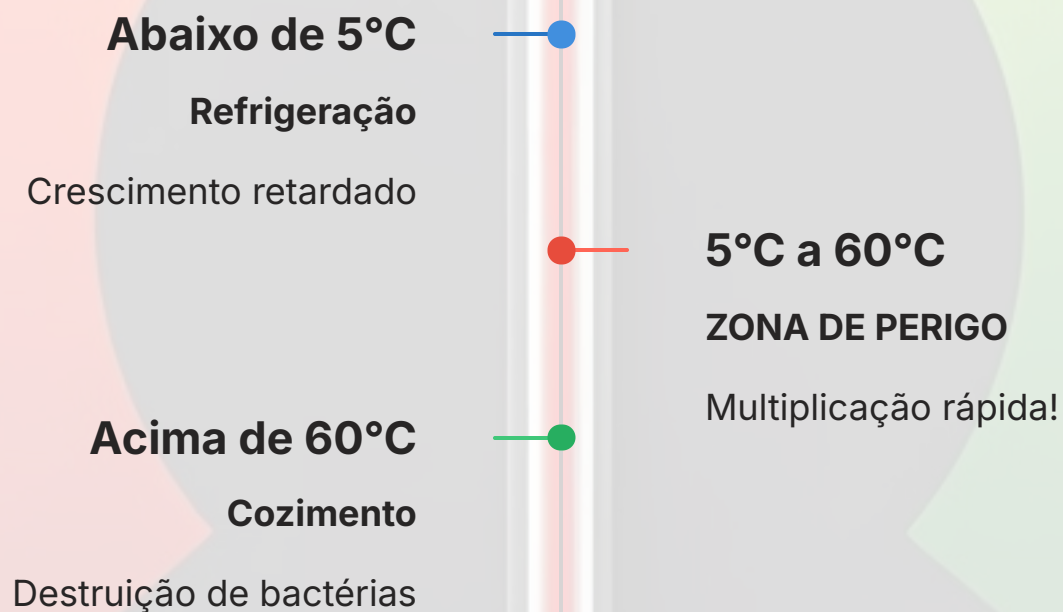 Abaixo de 5°C
Refrigeração
Crescimento retardado
5°C a 60°C
ZONA DE PERIGO
Multiplicação rápida!
Acima de 60°C
Cozimento
Destruição de bactérias